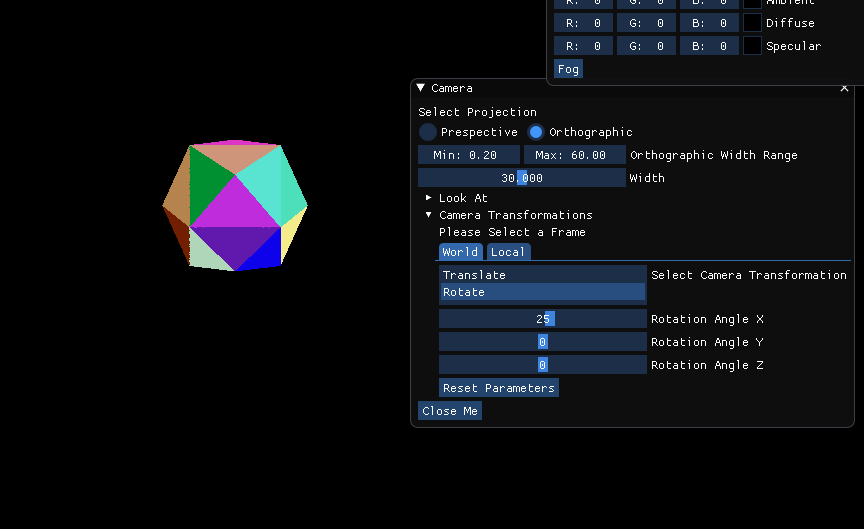 R: 0 G: 0 B: 0 Ambient
R: 0 G: 0 B: 0 Diffuse
R: 0 G: 0 B: 0 Specular
Fog
Camera
Select Projection
Prespective Orthographic
Min: 0.20 Max: 60.00 Orthographic Width Range
30.000 Width
Look At
Camera Transformations
Please Select a Frame
World Local
Translate Select Camera Transformation
Rotate
25 Rotation Angle X
0 Rotation Angle Y
0 Rotation Angle Z
Reset Parameters
Close Me